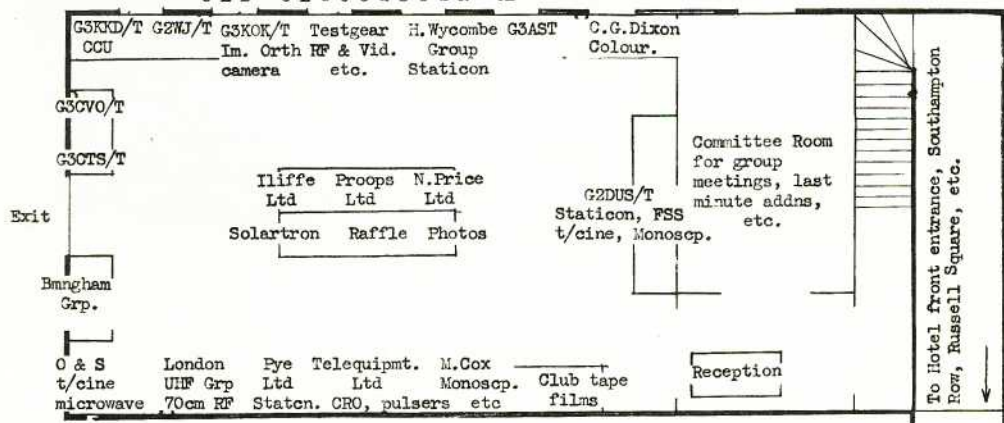 G3KKD/T G2WJ/T G3KOK/T Testgear H.Wycombe G3AST C.G.Dixon
CCU Im. Orth RF & Vid. Group Colour.
camera etc. Staticon
G3CVO/T
G3CTS/T
Exit
Bmngham
Grp.
Iliffe Proops N.Price
Ltd Ltd Ltd
Solartron Raffle Photos
G2DUS/T
Staticon, FSS
t/cine, Monoscp.
Committee Room
for group
meetings, last
minute addns,
etc.
To Hotel front entrance, Southampton
Row, Russell Square, etc.
O & S London Pye Telequipmt. M.Cox
t/cine UHF Grp Ltd Ltd Monoscp. Club tape
microwave 70cm RF Statcn. CRO, pulsers etc films
Reception